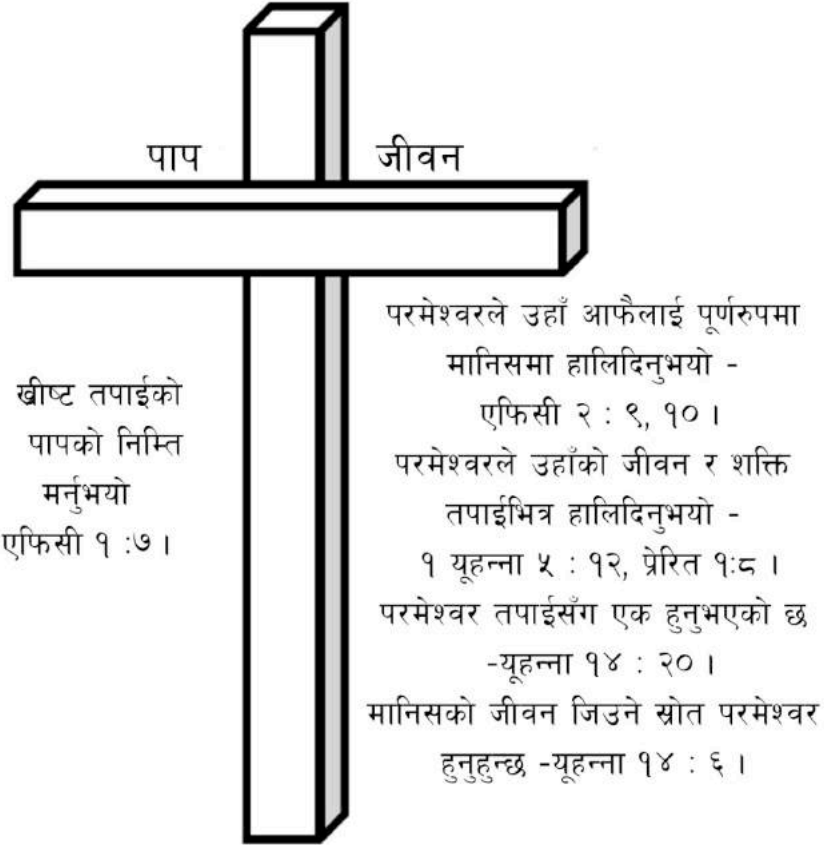 पाप
जीवन
ख्रीष्ट तपाईको
पापको निम्ति
मर्नुभयो
एफिसी १ :७ ।
परमेश्वरले उहाँ आफैलाई पूर्णरुपमा
मानिसमा हालिदिनुभयो -
एफिसी २ : ९, १० ।
परमेश्वरले उहाँको जीवन र शक्ति
तपाईभित्र हालिदिनुभयो -
१ यूहन्ना ५ : १२, प्रेरित १:८ ।
परमेश्वर तपाईसँग एक हुनुभएको छ
-यूहन्ना १४ : २० ।
मानिसको जीवन जिउने स्रोत परमेश्वर
हुनुहुन्छ -यूहन्ना १४ : ६ ।